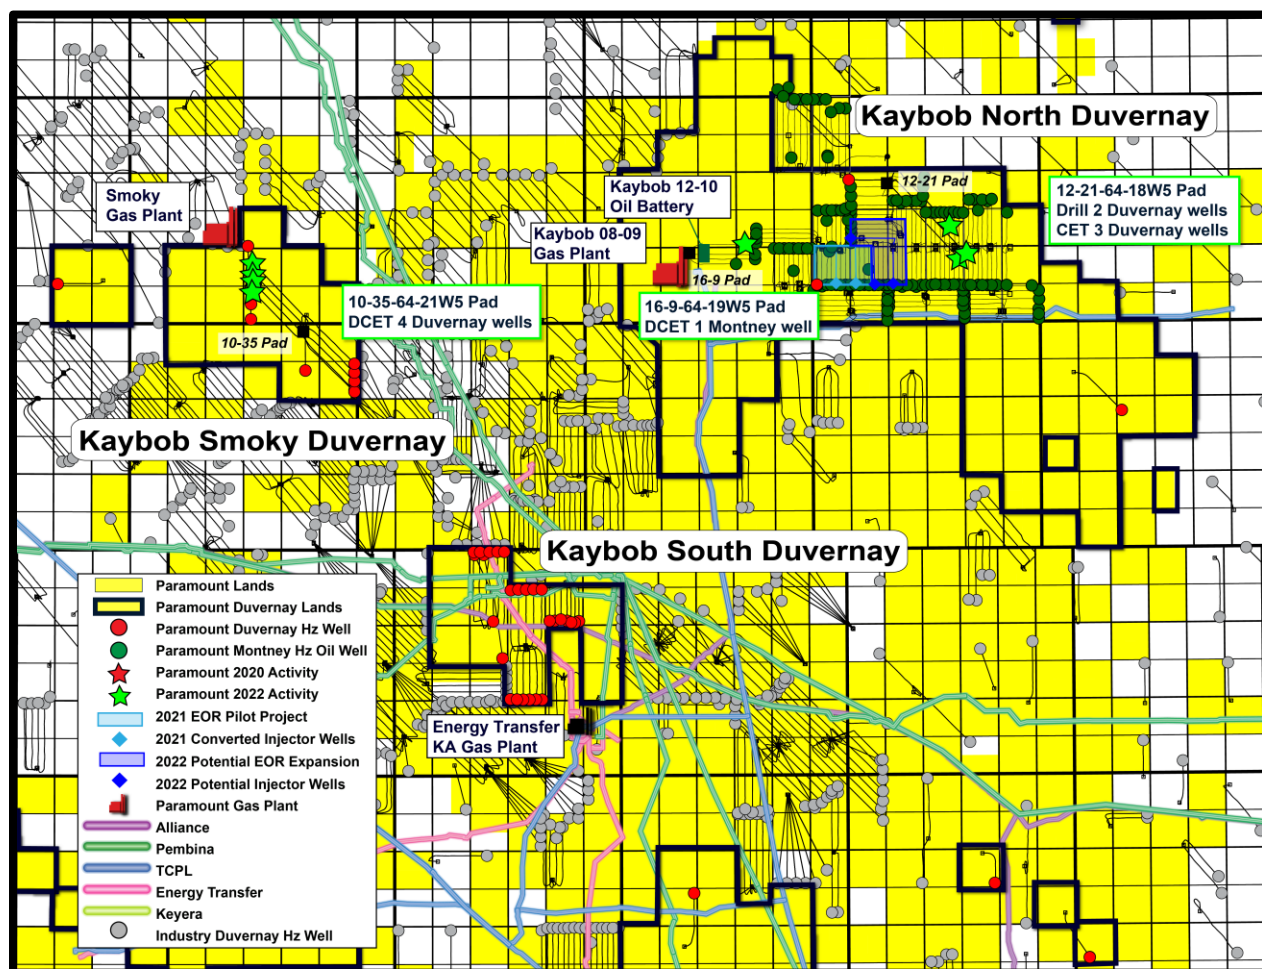 Kaybob North Duvernay
Smoky
Gas Plant
Kaybob 12-10
Oil Battery
12-21 Pad
12-21-64-18W5 Pad
Drill 2 Duvernay wells
CET 3 Duvernay wells
Kaybob 08-09
Gas Plant
16-9 Pad
10-35-64-21W5 Pad
DCET 4 Duvernay wells
16-9-64-19W5 Pad
DCET 1 Montney well
10-35 Pad
Kaybob Smoky Duvernay
Kaybob South Duvernay
Energy Transfer
KA Gas Plant
Paramount Lands
Paramount Duvernay Lands
Paramount Duvernay Hz Well
Paramount Montney Hz Oil Well
Paramount 2020 Activity
Paramount 2022 Activity
2021 EOR Pilot Project
2021 Converted Injector Wells
2022 Potential EOR Expansion
2022 Potential Injector Wells
Paramount Gas Plant
Alliance
Pembina
TCPL
Energy Transfer
Keyera
Industry Duvernay Hz Well